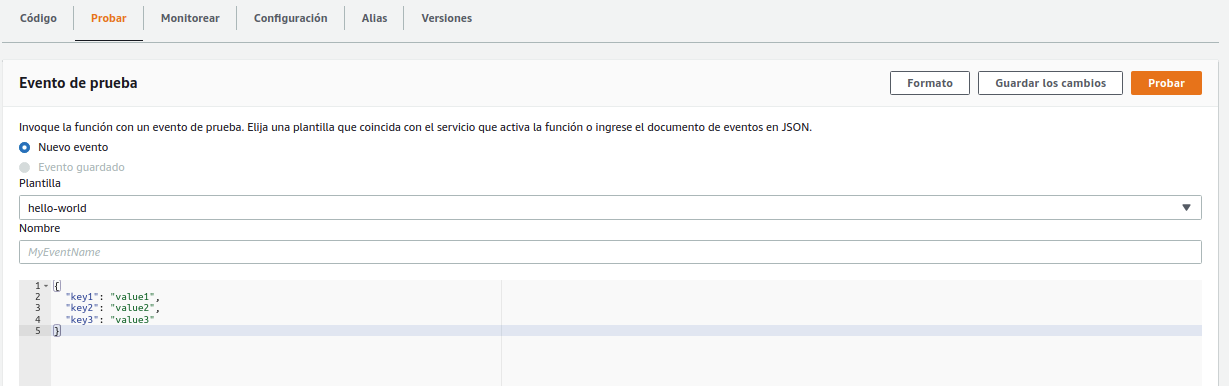 Código Probar Monitorear Configuración Alias Versiones
Evento de prueba Formato Guardar los cambios Probar
Invoque la función con un evento de prueba. Elija una plantilla que coincida con el servicio que activa la función o ingrese el documento de eventos en JSON.
Nuevo evento
Evento guardado
Plantilla
hello-world
Nombre
MyEventName
1 {
2 "key1": "value1",
3 "key2": "value2",
4 "key3": "value3"
5 }